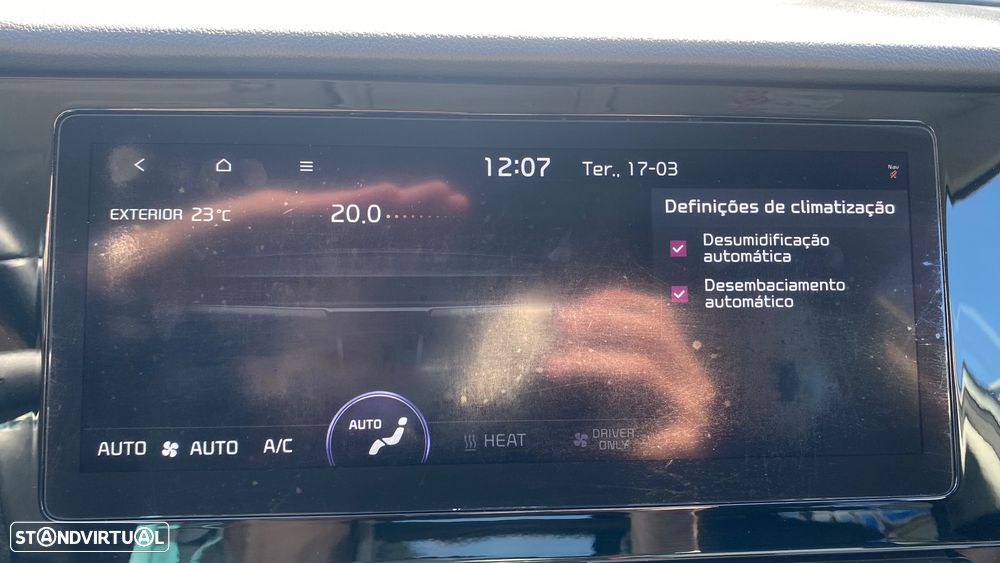 12:07 Ter., 17-03
Nav
EXTERIOR 23°C 20.0
Definições de climatização
Desumidificação
automática
Desembaciamento
automático
AUTO
AUTO AUTO A/C HEAT DRIVER
ONLY
STANDVIRTUAL